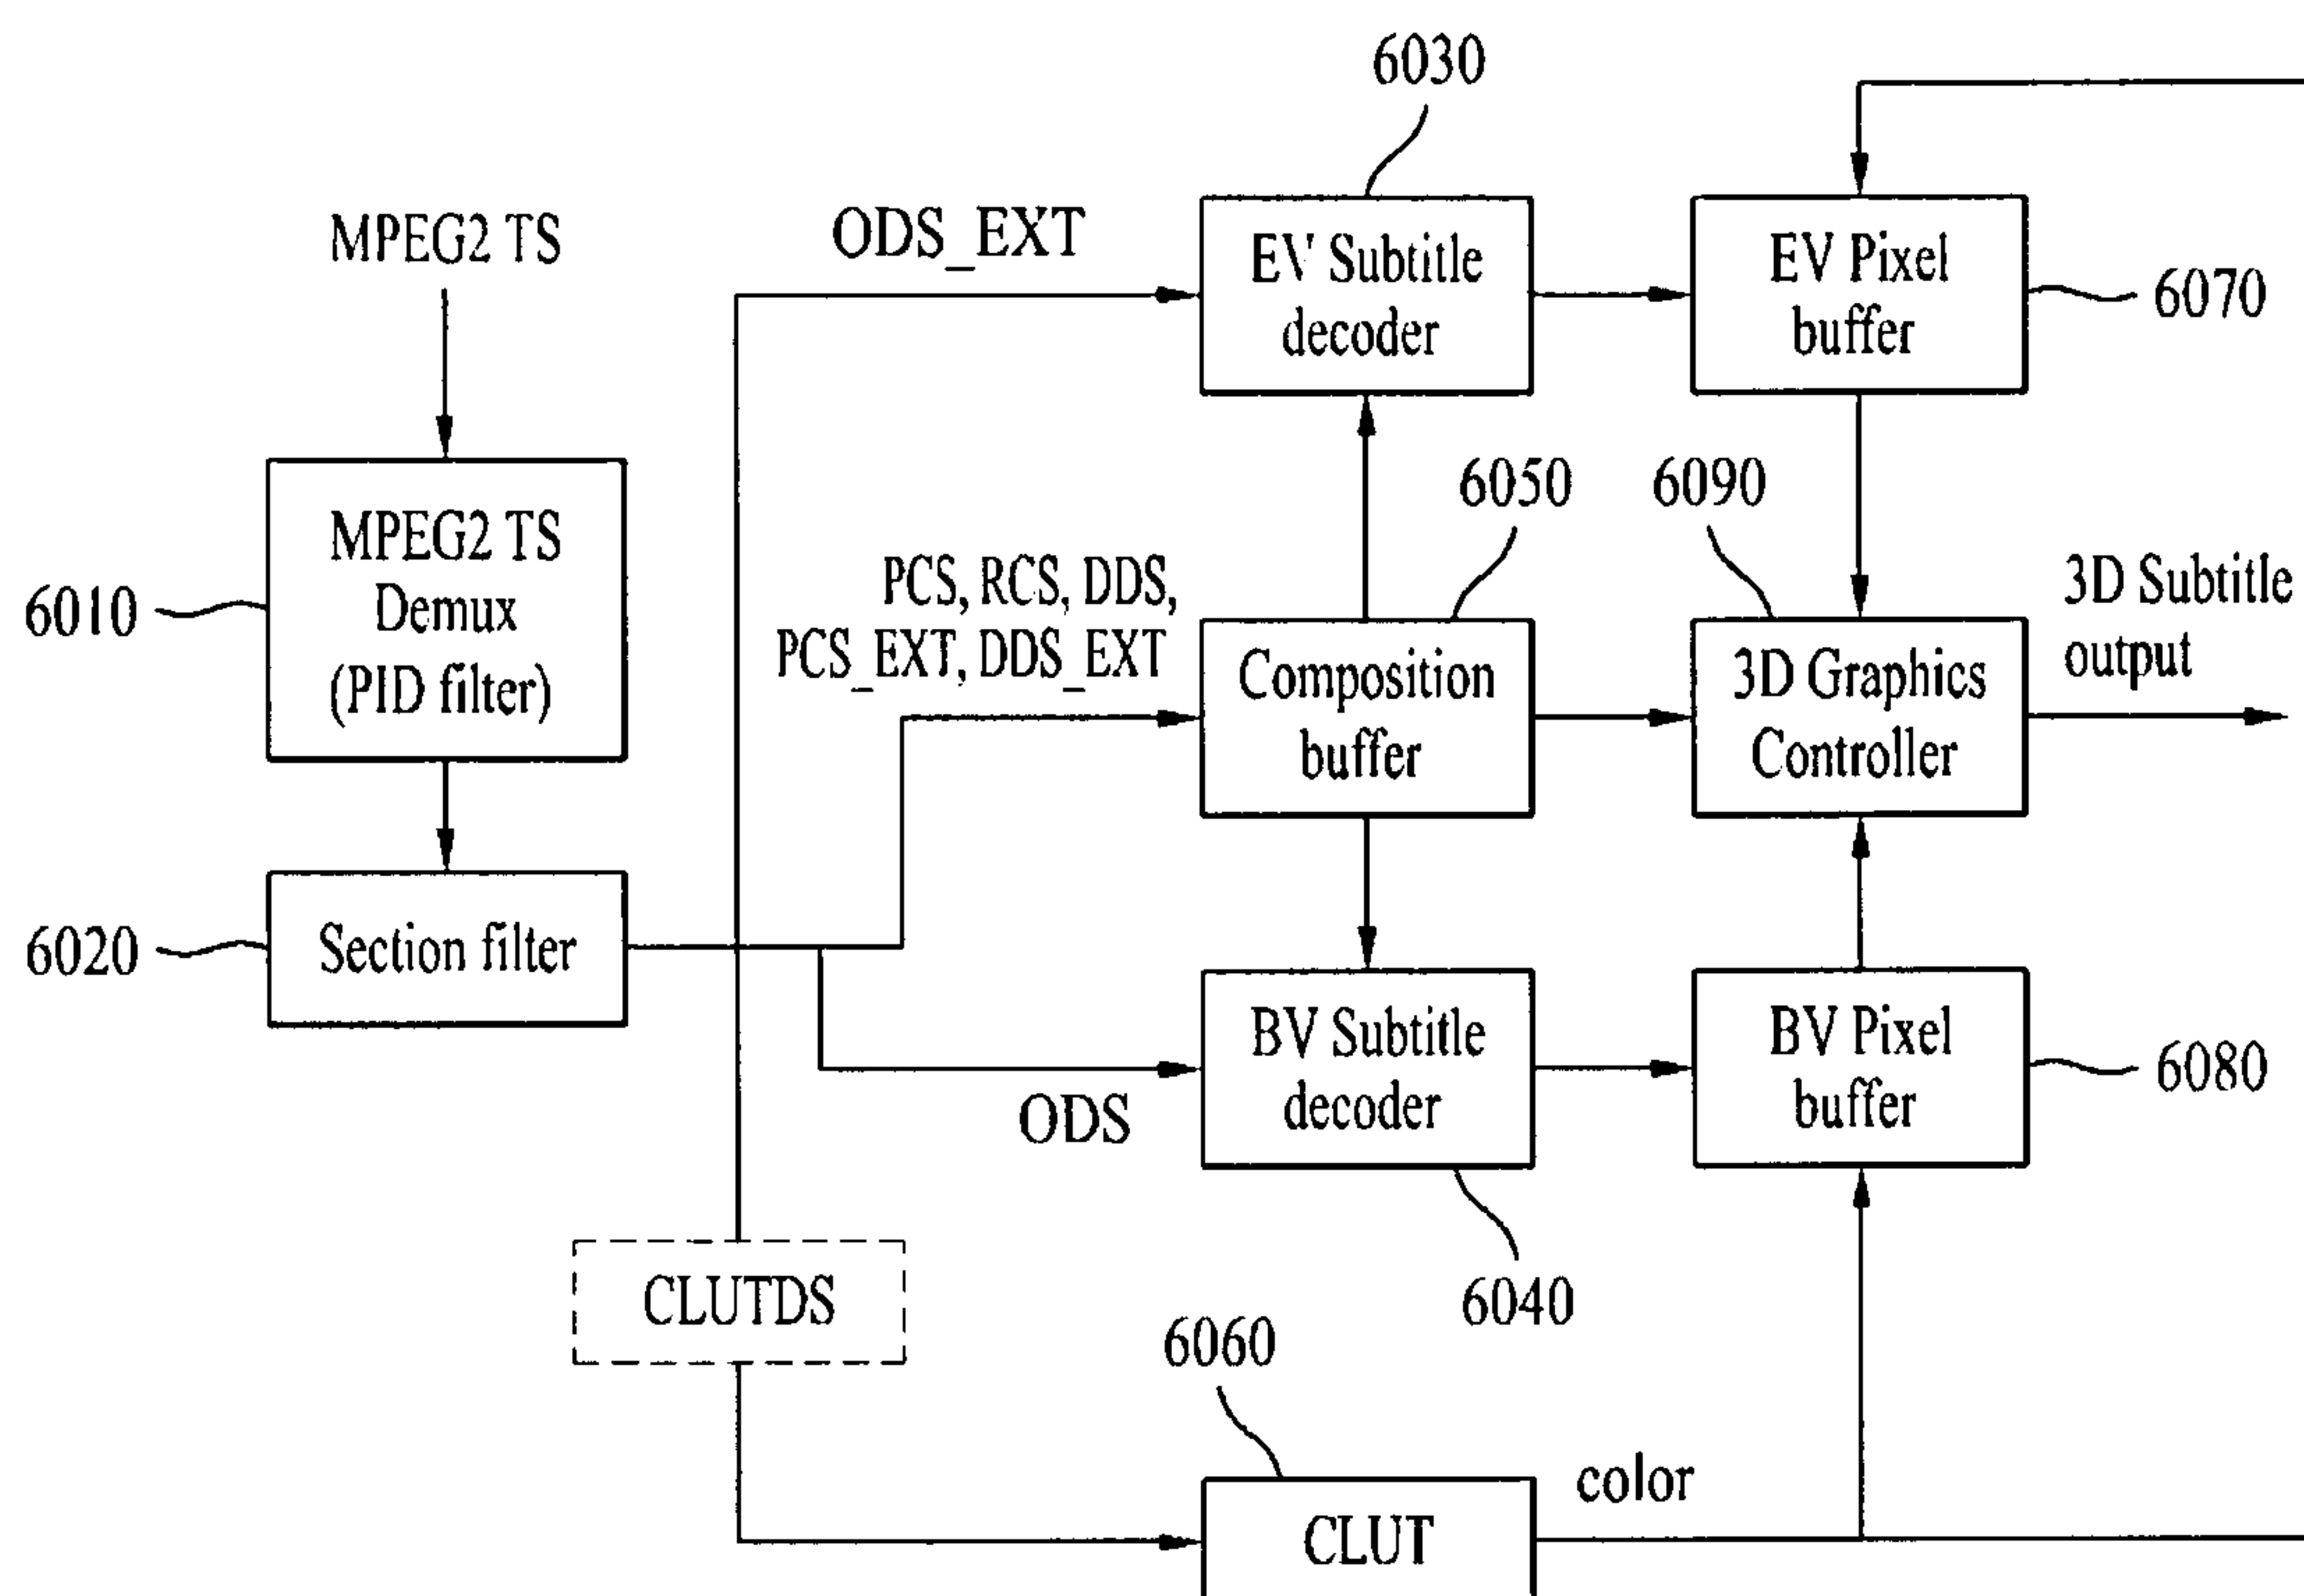 6030
MPEG2 TS
ODS_EXT
EV Subtitle
decoder
EV Pixel
buffer
6070
6010
MPEG2 TS
Demux
(PID filter)
PCS, RCS, DDS,
PCS_EXT, DDS_EXT
6050
6090
Composition
buffer
3D Graphics
Controller
3D Subtitle
output
6020
Section filter
ODS
BV Subtitle
decoder
BV Pixel
buffer
6080
6040
CLUTDS
6060
CLUT
color